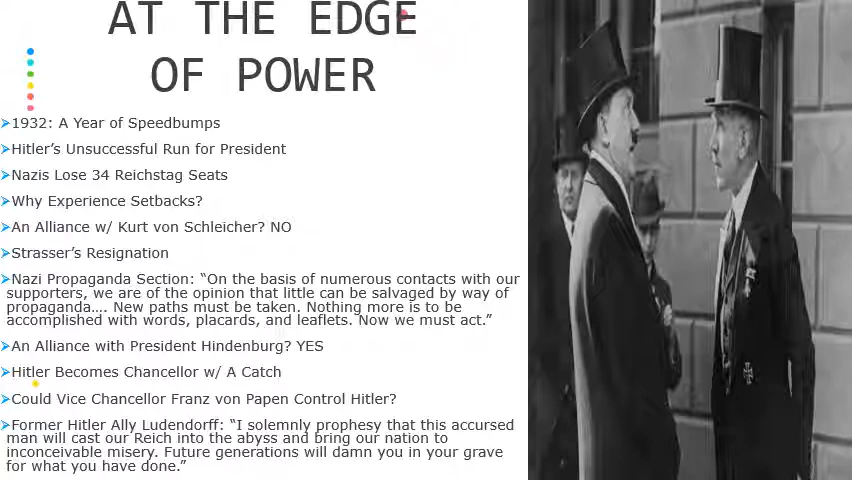 AT THE EDGE
OF POWER
➢1932: A Year of Speedbumps
➢Hitler’s Unsuccessful Run for President
➢Nazis Lose 34 Reichstag Seats
➢Why Experience Setbacks?
➢An Alliance w/ Kurt von Schleicher? NO
➢Strasser’s Resignation
➢Nazi Propaganda Section: “On the basis of numerous contacts with our
supporters, we are of the opinion that little can be salvaged by way of
propaganda…. New paths must be taken. Nothing more is to be
accomplished with words, placards, and leaflets. Now we must act.”
➢An Alliance with President Hindenburg? YES
➢Hitler Becomes Chancellor w/ A Catch
➢Could Vice Chancellor Franz von Papen Control Hitler?
➢Former Hitler Ally Ludendorff: “I solemnly prophesy that this accursed
man will cast our Reich into the abyss and bring our nation to
inconceivable misery. Future generations will damn you in your grave
for what you have done.”